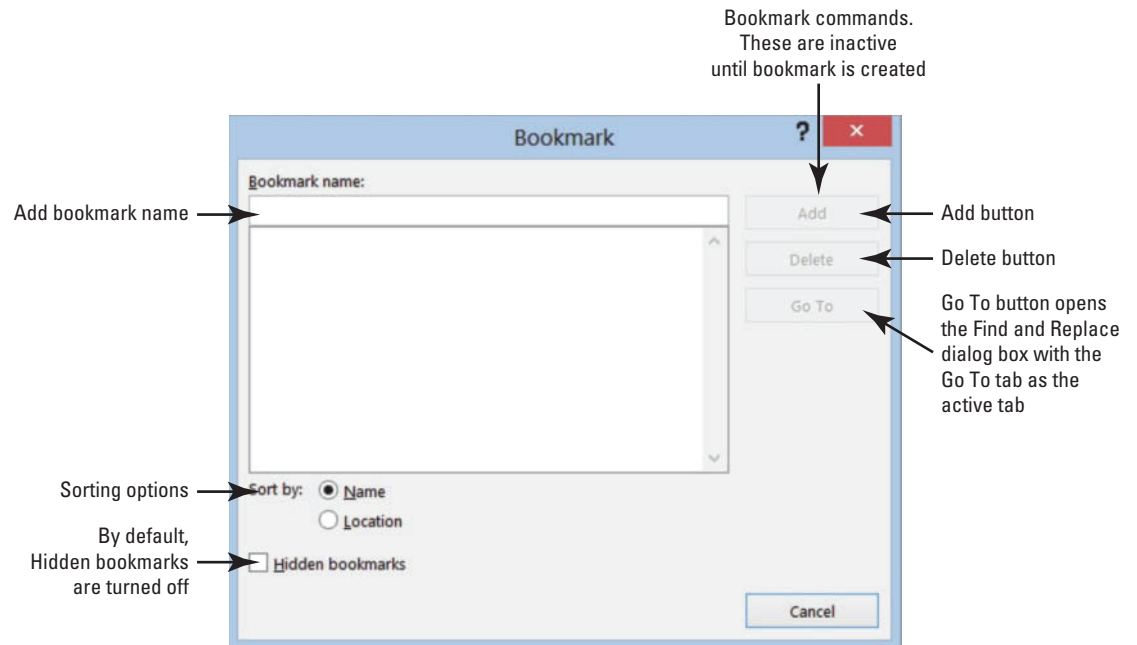 Bookmark commands.
These are inactive
until bookmark is created
Bookmark
?
×
Bookmark name:
Add bookmark name
Add
Add button
Delete
Delete button
Go To
Go To button opens
the Find and Replace
dialog box with the
Go To tab as the
active tab
Sorting options
Sort by:
Name
Location
By default,
Hidden bookmarks
are turned off
Hidden bookmarks
Cancel